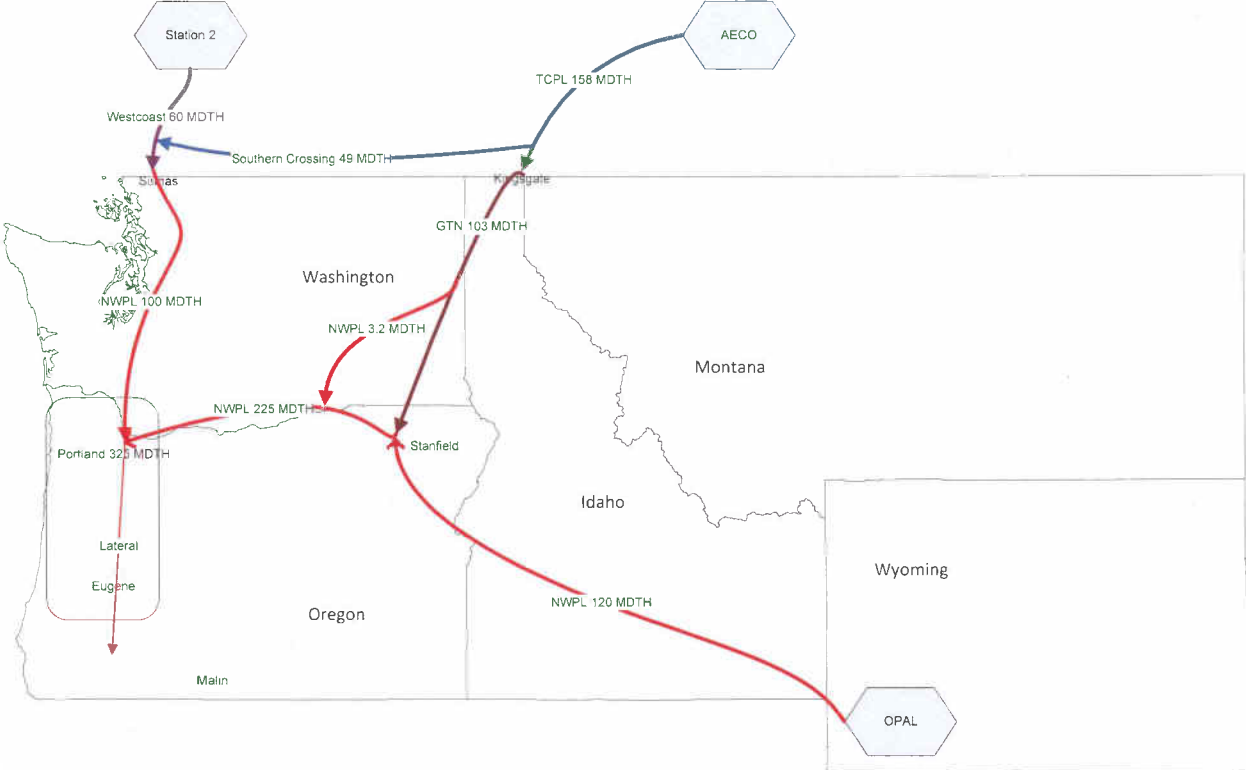 Station 2
AECO
TCPL 158 MDTH
Westcoast 60 MDTH
Southern Crossing 49 MDTH
Sumas
Kingsgate
GTN 103 MDTH
Washington
NWPL 100 MDTH
NWPL 3.2 MDTH
Montana
NWPL 225 MDTH
Stanfield
Portland 325 MDTH
Idaho
Lateral
Wyoming
Eugene
NWPL 120 MDTH
Oregon
Malin
OPAL